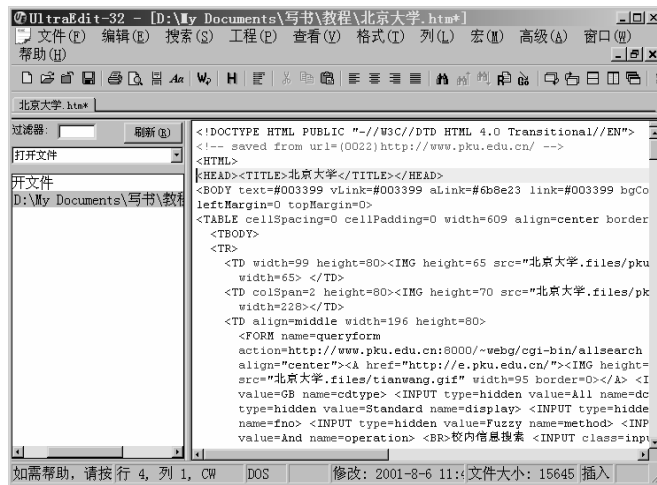 UltraEdit-32 - [D:\My Documents\写书\教程\北京大学.htm*]
文件(F) 编辑(E) 搜索(S) 工程(P) 查看(V) 格式(T) 列(L) 宏(M) 高级(A) 窗口(W)
帮助(H)
北京大学.htm*
过滤器: 刷新(R)
打开文件
开文件
D:\My Documents\写书\教程
<!DOCTYPE HTML PUBLIC "-//W3C//DTD HTML 4.0 Transitional//EN">
<!-- saved from url=(0022)http://www.pku.edu.cn/ -->
<HTML>
<HEAD><TITLE>北京大学</TITLE></HEAD>
<BODY text=#003399 vLink=#003399 aLink=#6b8e23 link=#003399 bgCo
leftMargin=0 topMargin=0>
<TABLE cellSpacing=0 cellPadding=0 width=609 align=center border
<TBODY>
<TR>
<TD width=99 height=80><IMG height=65 src="北京大学.files/pku
width=65> </TD>
<TD colSpan=2 height=80><IMG height=70 src="北京大学.files/pk
width=228></TD>
<TD align=middle width=196 height=80>
<FORM name=queryform
action=http://www.pku.edu.cn:8000/~webg/cgi-bin/allsearch
align="center"><A href="http://e.pku.edu.cn/"><IMG height=
src="北京大学.files/tianwang.gif" width=95 border=0></A> <I
value=GB name=cdtype> <INPUT type=hidden value=All name=dc
type=hidden value=Standard name=display> <INPUT type=hidde
name=fno> <INPUT type=hidden value=Fuzzy name=method> <INP
value=And name=operation> <BR>校内信息搜索 <INPUT class=inpu
如需帮助，请按 行 4, 列 1, CW DOS 修改: 2001-8-6 11:4 文件大小: 15645 插入